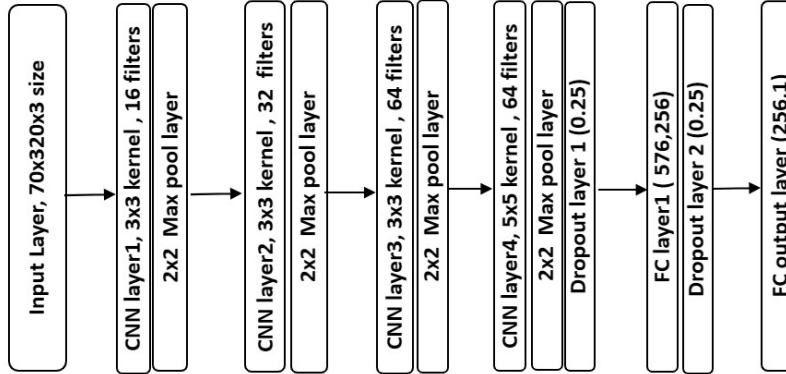 Input Layer, 70x320x3 size
CNN layer1, 3x3 kernel , 16 filters
2x2 Max pool layer
CNN layer2, 3x3 kernel , 32 filters
2x2 Max pool layer
CNN layer3, 3x3 kernel , 64 filters
2x2 Max pool layer
CNN layer4, 5x5 kernel , 64 filters
2x2 Max pool layer
Dropout layer 1 (0.25)
FC layer1 ( 576,256)
Dropout layer 2 (0.25)
FC output layer (256,1)